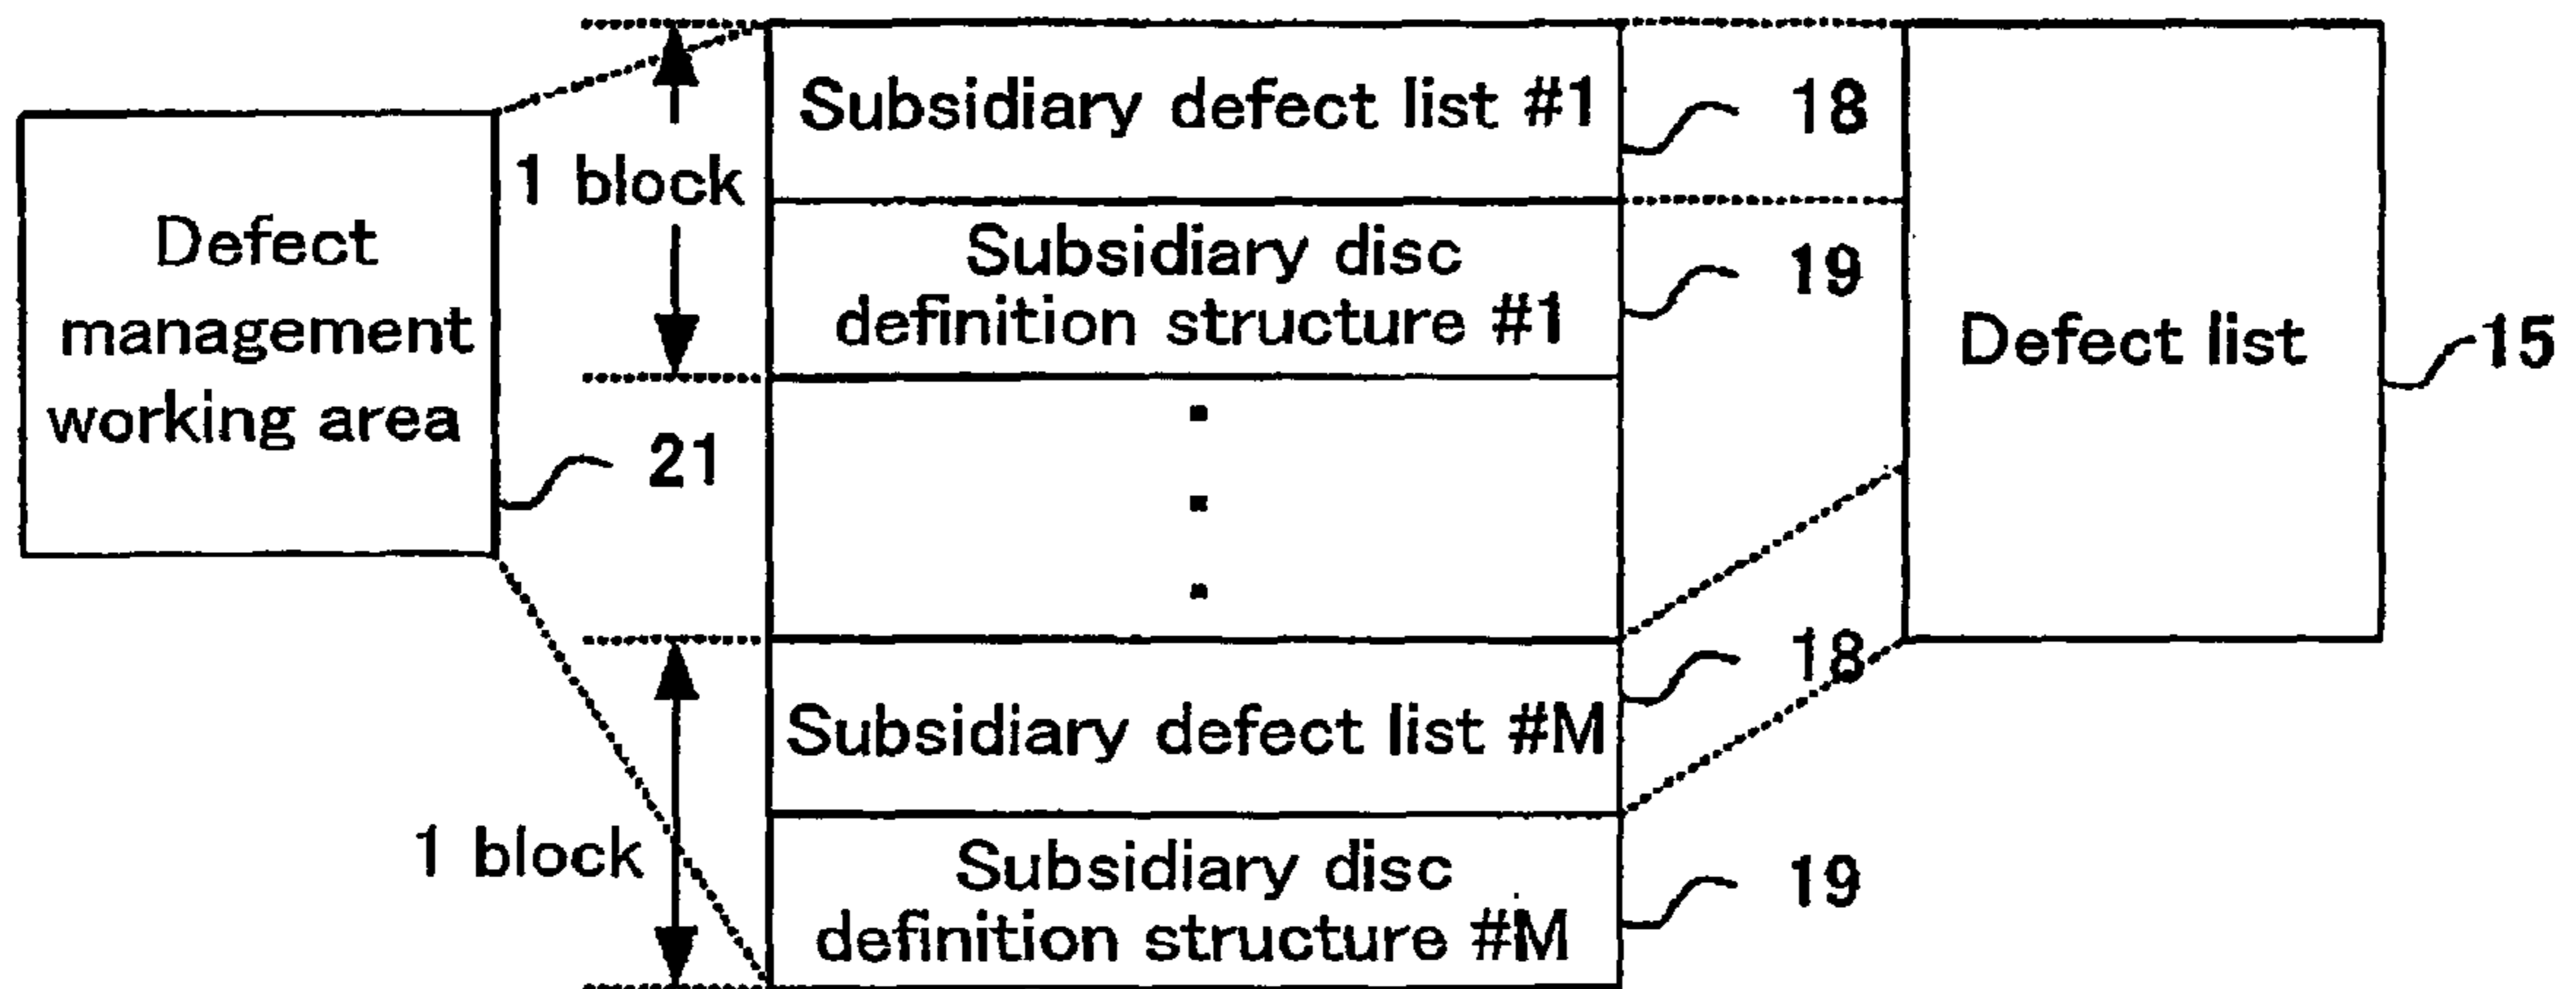 Defect
management
working area
21
1 block
1 block
Subsidiary defect list #1
18
Subsidiary disc
definition structure #1
19
Subsidiary defect list #M
18
Subsidiary disc
definition structure #M
19
Defect list
15